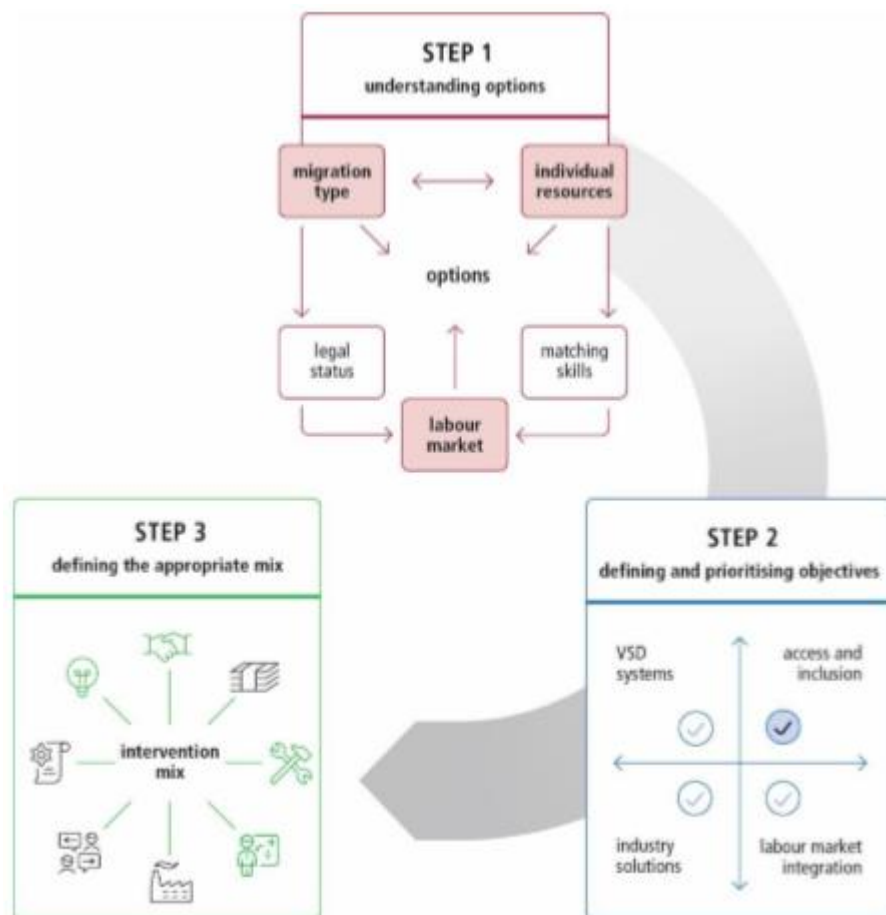 STEP 1
understanding options
migration
type
individual
resources
options
legal
status
matching
skills
labour
market
STEP 3
defining the appropriate mix
intervention
mix
STEP 2
defining and prioritising objectives
VSD
systems
access and
inclusion
industry
solutions
labour market
integration